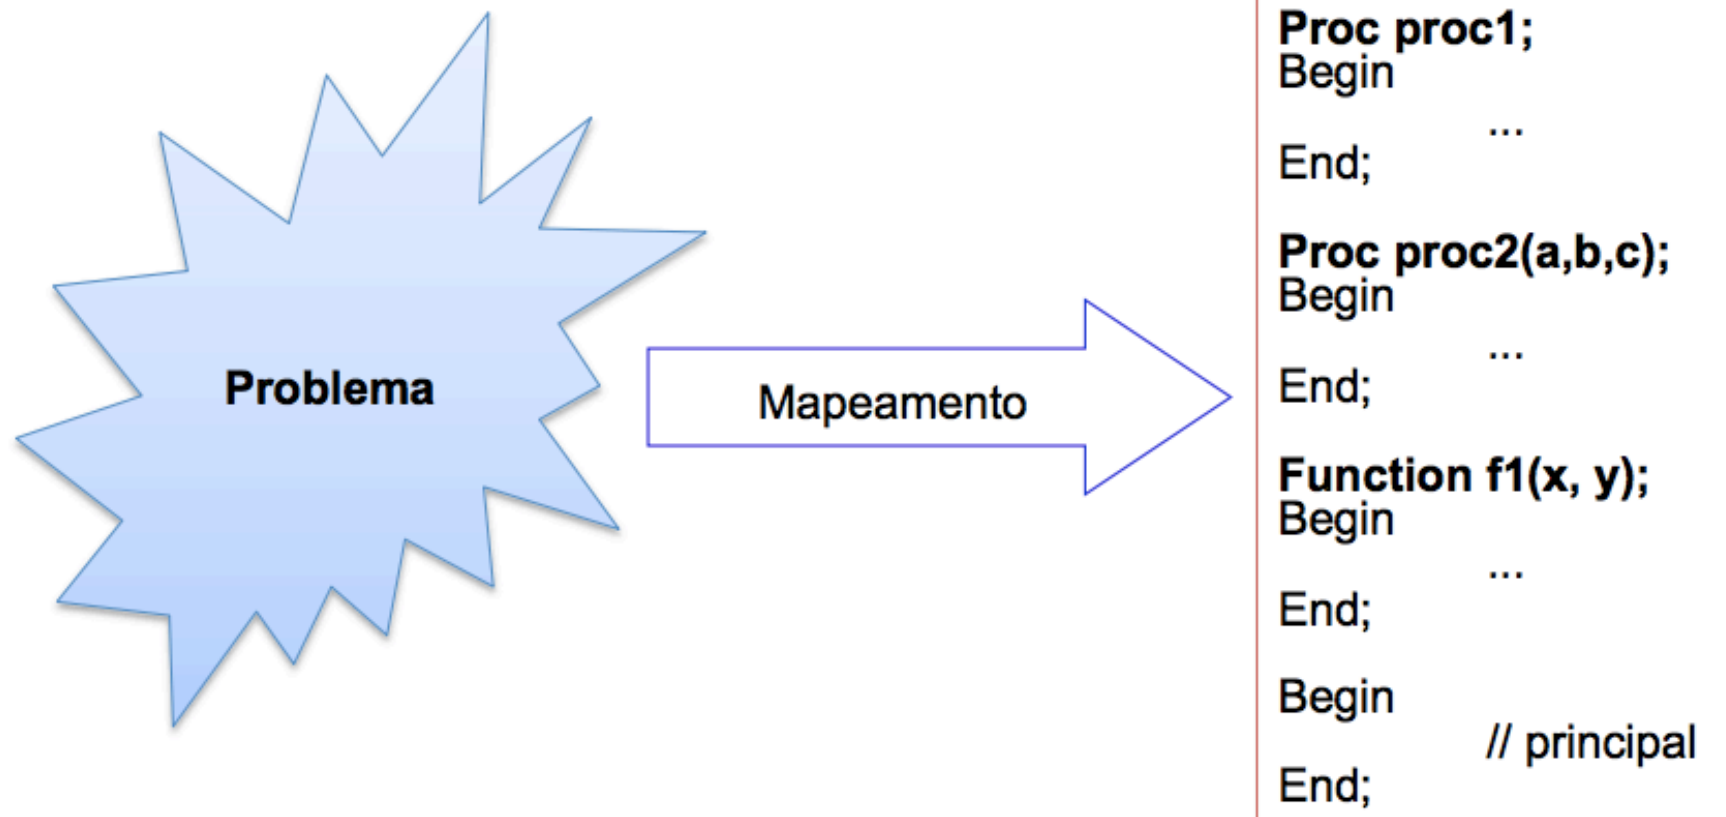 Problema
Mapeamento
Proc proc1;
Begin
...
End;
Proc proc2(a,b,c);
Begin
...
End;
Function f1(x, y);
Begin
...
End;
Begin
// principal
End;